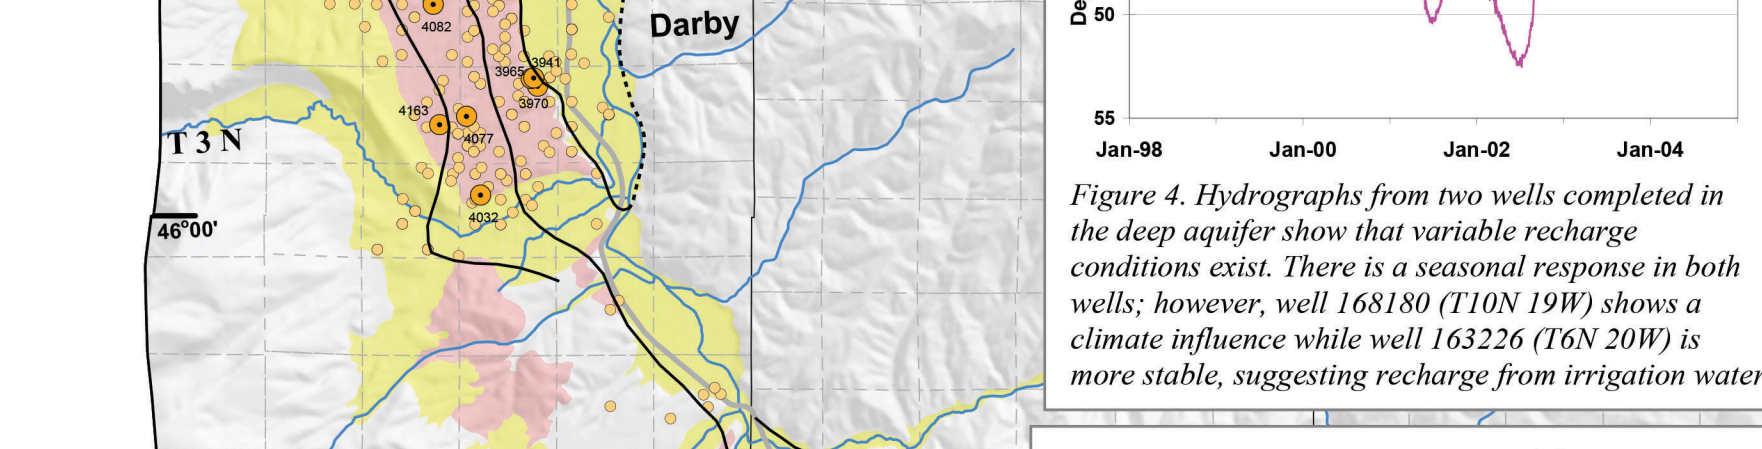 Darby
4082
3941
3965
3970
4163
4077
T 3 N
4032
46°00'
50
55
Jan-98 Jan-00 Jan-02 Jan-04
Figure 4. Hydrographs from two wells completed in
the deep aquifer show that variable recharge
conditions exist. There is a seasonal response in both
wells; however, well 168180 (T10N 19W) shows a
climate influence while well 163226 (T6N 20W) is
more stable, suggesting recharge from irrigation water